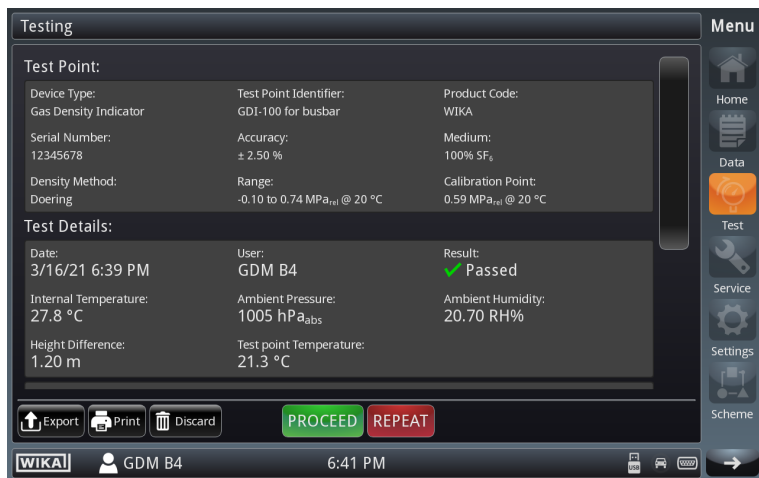 Testing
Menu
Test Point:
Device Type: Test Point Identifier: Product Code:
Gas Density Indicator GDI-100 for busbar WIKA
Serial Number: Accuracy: Medium:
12345678 ± 2.50 % 100% SF₆
Density Method: Range: Calibration Point:
Doering -0.10 to 0.74 MPaᵣₑₗ @ 20 °C 0.59 MPaᵣₑₗ @ 20 °C
Test Details:
Date: User: Result:
3/16/21 6:39 PM GDM B4 Passed
Internal Temperature: Ambient Pressure: Ambient Humidity:
27.8 °C 1005 hPaabs 20.70 RH%
Height Difference: Test point Temperature:
1.20 m 21.3 °C
Export Print Discard PROCEED REPEAT
WIKA GDM B4 6:41 PM USB
Home
Data
Test
Service
Settings
Scheme